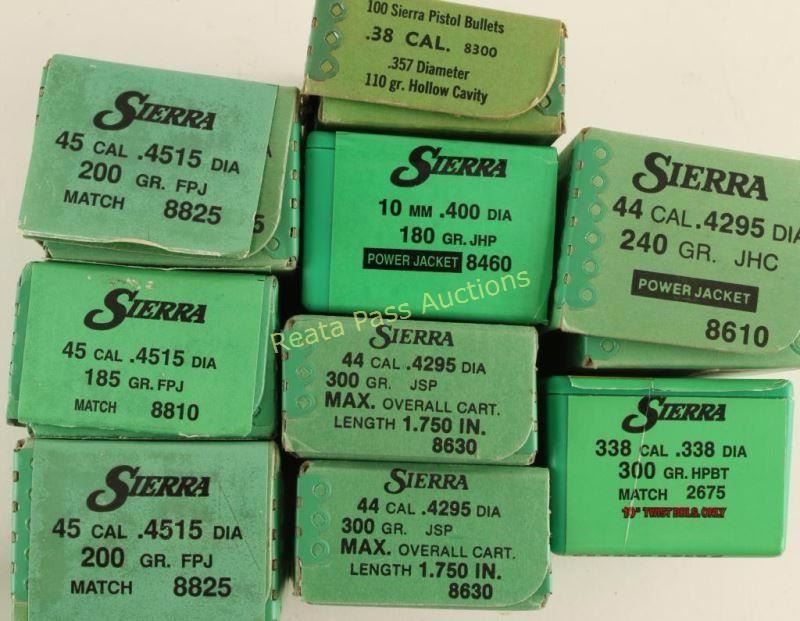 100 Sierra Pistol Bullets
.38 CAL. 8300
.357 Diameter
110 gr. Hollow Cavity
SIERRA
45 CAL .4515 DIA
200 GR. FPJ
MATCH 8825
SIERRA
10 MM .400 DIA
180 GR. JHP
POWER JACKET 8460
SIERRA
44 CAL .4295 DIA
240 GR. JHC
POWER JACKET
8610
SIERRA
45 CAL .4515 DIA
185 GR. FPJ
MATCH 8810
SIERRA
44 CAL .4295 DIA
300 GR. JSP
MAX. OVERALL CART.
LENGTH 1.750 IN.
8630
SIERRA
338 CAL .338 DIA
300 GR. HPBT
MATCH 2675
10" TWIST BBLS. ONLY
SIERRA
45 CAL .4515 DIA
200 GR. FPJ
MATCH 8825
SIERRA
44 CAL .4295 DIA
300 GR. JSP
MAX. OVERALL CART.
LENGTH 1.750 IN.
8630
Reata Pass Auctions